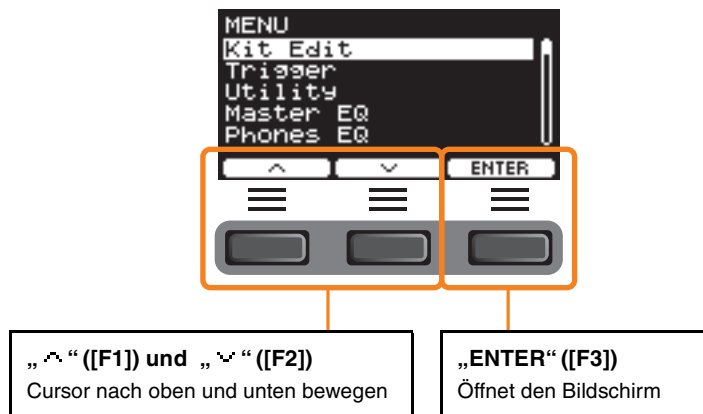 MENU
Kit Edit
Trigger
Utility
Master EQ
Phones EQ
^ ˅ ENTER
„ ^ “ ([F1]) und „ ˅ “ ([F2])
Cursor nach oben und unten bewegen
„ENTER“ ([F3])
Öffnet den Bildschirm